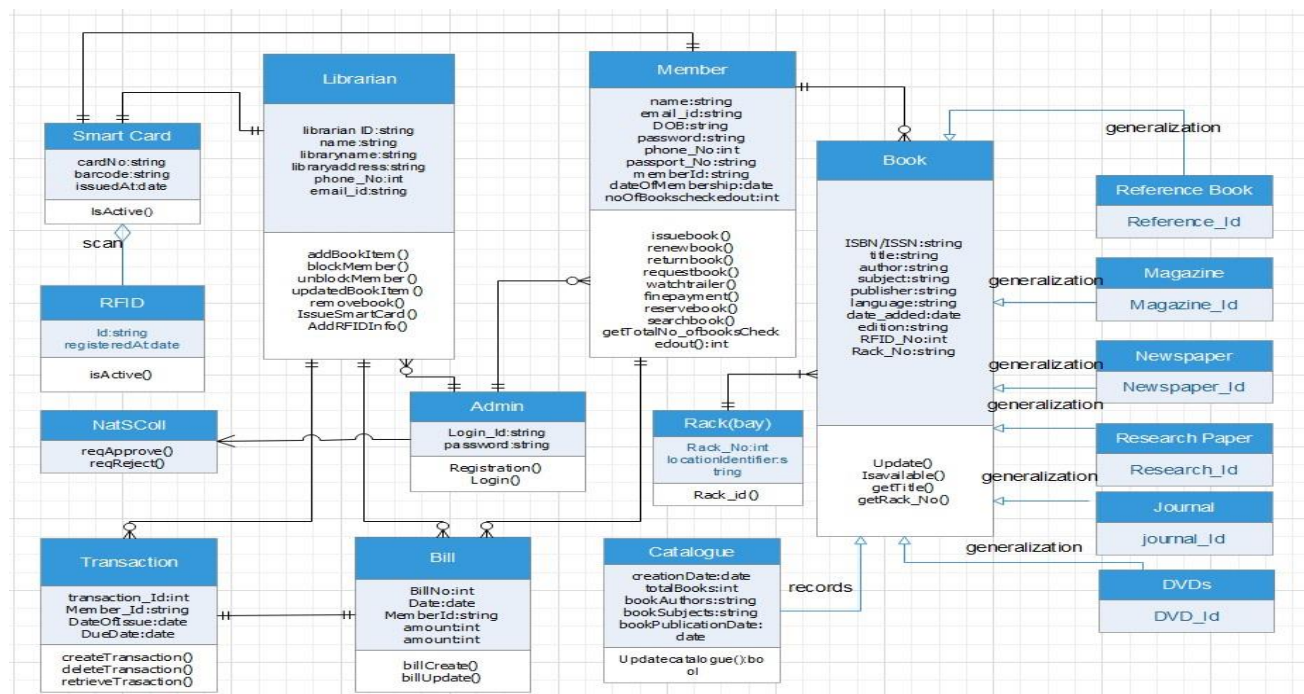 Smart Card
cardNo:string
barcode:string
issuedAt:date
IsActive()
scan
RFID
Id:string
registeredAt:date
isActive()
NatSColl
reqApprove()
reqReject()
Librarian
librarian ID:string
name:string
libraryname:string
libraryaddress:string
phone_No:int
email_id:string
addBookItem()
blockMember()
unblockMember()
updatedBookItem()
removebook()
IssueSmartCard()
AddRFIDInfo()
Member
name:string
email_id:string
DOB:string
password:string
phone_No:int
passport_No:string
memberId:string
dateOfMembership:date
noOfBookscheckedout:int
issuebook()
renewbook()
returnbook()
requestbook()
watchtrailer()
finepayment()
reservebook()
searchbook()
getTotalNo_ofbooksChec
kedout():int
Admin
Login_Id:string
password:string
Registration()
Login()
Rack(bay)
Rack_No:int
locationIdentifier:s
tring
Rack_id()
Book
ISBN/ISSN:string
title:string
author:string
subject:string
publisher:string
language:string
date_added:date
edition:string
RFID_No:int
Rack_No:string
Update()
Isavailable()
getTitle()
getRack_No()
generalization
Reference Book
Reference_Id
generalization
Magazine
Magazine_Id
generalization
Newspaper
Newspaper_Id
generalization
Research Paper
Research_Id
generalization
Journal
journal_Id
generalization
DVDs
DVD_Id
Transaction
transaction_Id:int
Member_Id:string
DateOfIssue:date
DueDate:date
createTransaction()
deleteTransaction()
retrieveTrasaction()
Bill
BillNo:int
Date:date
MemberId:string
amount:int
amount:int
billCreate()
billUpdate()
Catalogue
creationDate:date
totalBooks:int
bookAuthors:string
bookSubjects:string
bookPublicationDate:
date
Updatecatalogue():bo
ol
records